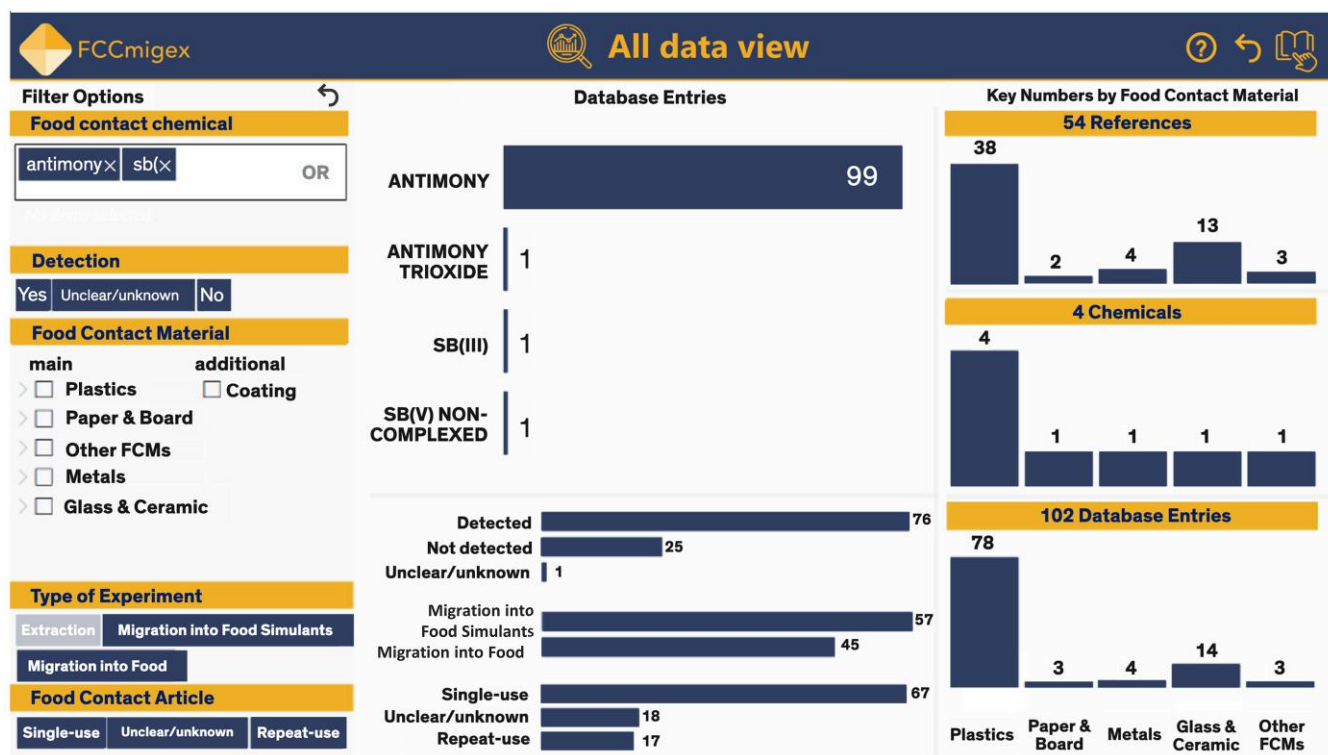 FCCmigex
All data view
?
Filter Options
Food contact chemical
antimony× sb(×
OR
Detection
Yes Unclear/unknown No
Food Contact Material
main additional
Plastics Coating
Paper & Board
Other FCMs
Metals
Glass & Ceramic
Type of Experiment
Extraction Migration into Food Simulants
Migration into Food
Food Contact Article
Single-use Unclear/unknown Repeat-use
Database Entries
ANTIMONY 99
ANTIMONY
TRIOXIDE 1
SB(III) 1
SB(V) NON-
COMPLEXED 1
Detected 76
Not detected 25
Unclear/unknown 1
Migration into
Food Simulants 57
Migration into Food 45
Single-use 67
Unclear/unknown 18
Repeat-use 17
Key Numbers by Food Contact Material
54 References
38 2 4 13 3
4 Chemicals
4 1 1 1 1
102 Database Entries
78 3 4 14 3
Plastics Paper & Board Metals Glass & Ceramic Other FCMs